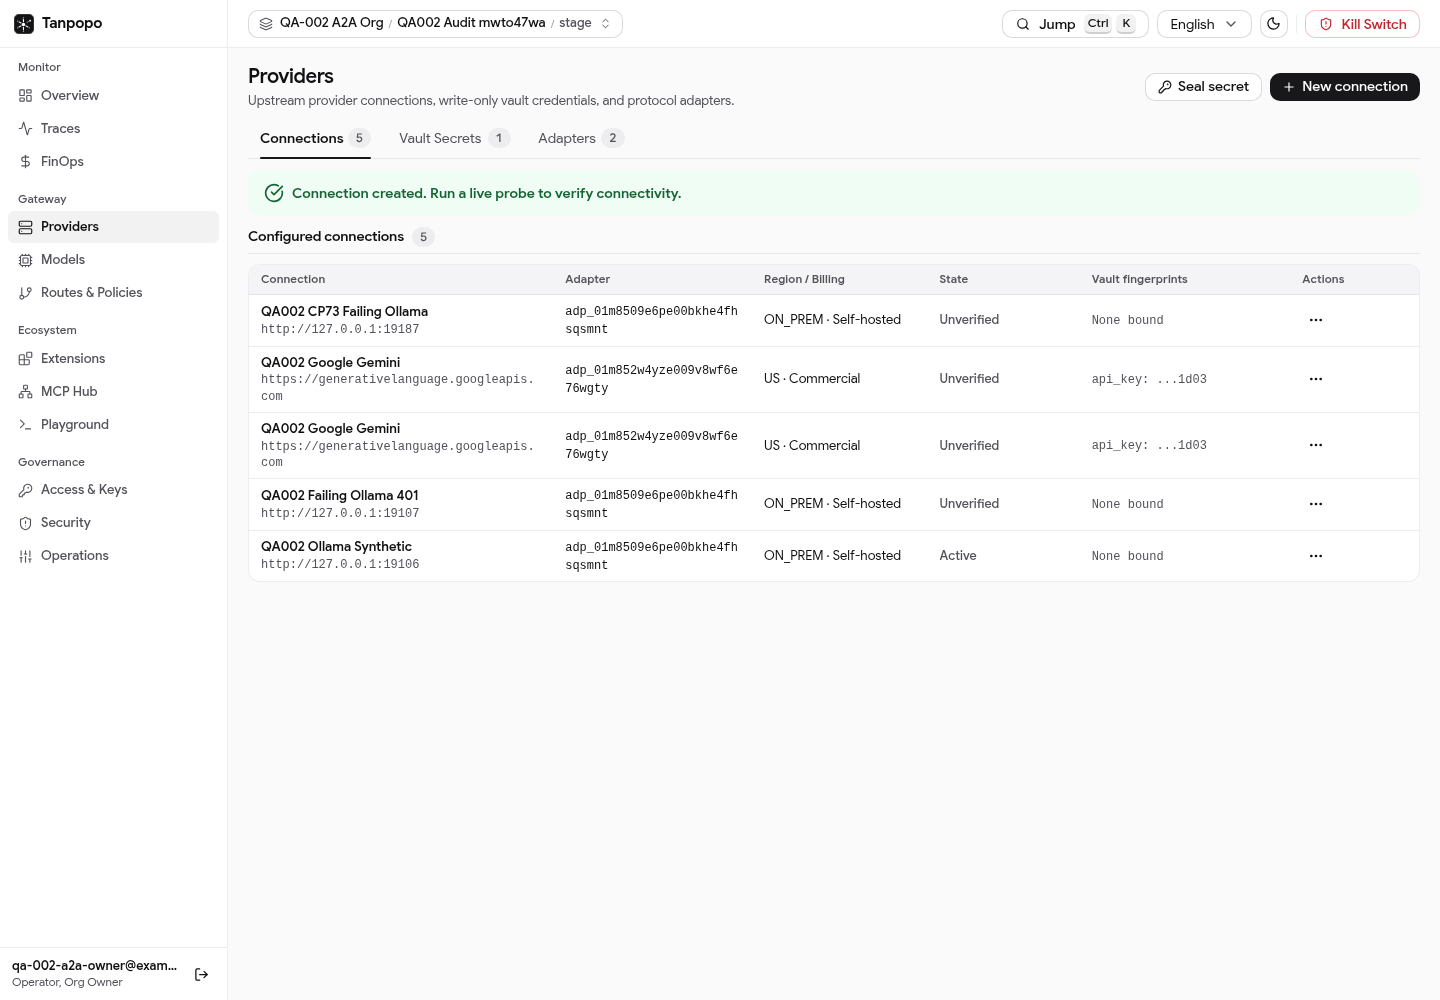 Tanpopo
QA-002 A2A Org / QA002 Audit mwto47wa / stage
Jump Ctrl K
English
Kill Switch
Monitor
Overview
Traces
FinOps
Gateway
Providers
Models
Routes & Policies
Ecosystem
Extensions
MCP Hub
Playground
Governance
Access & Keys
Security
Operations
qa-002-a2a-owner@exam...
Operator, Org Owner
Providers
Upstream provider connections, write-only vault credentials, and protocol adapters.
Seal secret
New connection
Connections 5
Vault Secrets 1
Adapters 2
Connection created. Run a live probe to verify connectivity.
Configured connections 5
Connection Adapter Region / Billing State Vault fingerprints Actions
QA002 CP73 Failing Ollama
http://127.0.0.1:19187
adp_01m8509e6pe00bkhe4fh
sqsmnt
ON_PREM · Self-hosted
Unverified
None bound
QA002 Google Gemini
https://generativelanguage.googleapis.
com
adp_01m852w4yze009v8wf6e
76wgty
US · Commercial
Unverified
api_key: ...1d03
QA002 Google Gemini
https://generativelanguage.googleapis.
com
adp_01m852w4yze009v8wf6e
76wgty
US · Commercial
Unverified
api_key: ...1d03
QA002 Failing Ollama 401
http://127.0.0.1:19107
adp_01m8509e6pe00bkhe4fh
sqsmnt
ON_PREM · Self-hosted
Unverified
None bound
QA002 Ollama Synthetic
http://127.0.0.1:19106
adp_01m8509e6pe00bkhe4fh
sqsmnt
ON_PREM · Self-hosted
Active
None bound